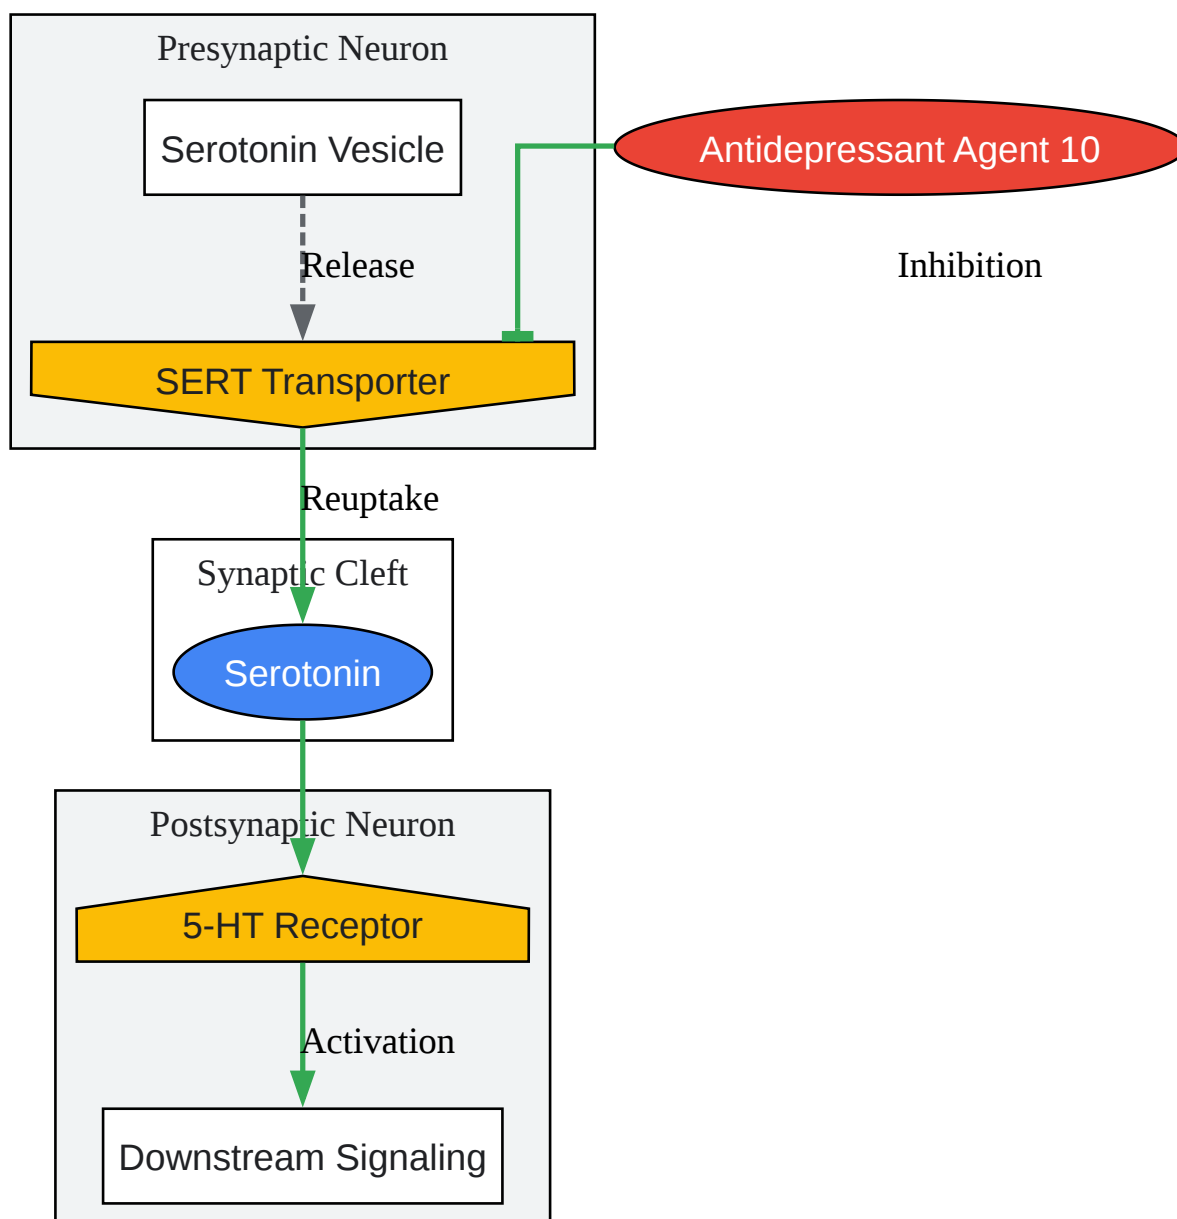 Presynaptic Neuron
Serotonin Vesicle
Antidepressant Agent 10
Release
Inhibition
SERT Transporter
Reuptake
Synaptic Cleft
Serotonin
Postsynaptic Neuron
5-HT Receptor
Activation
Downstream Signaling